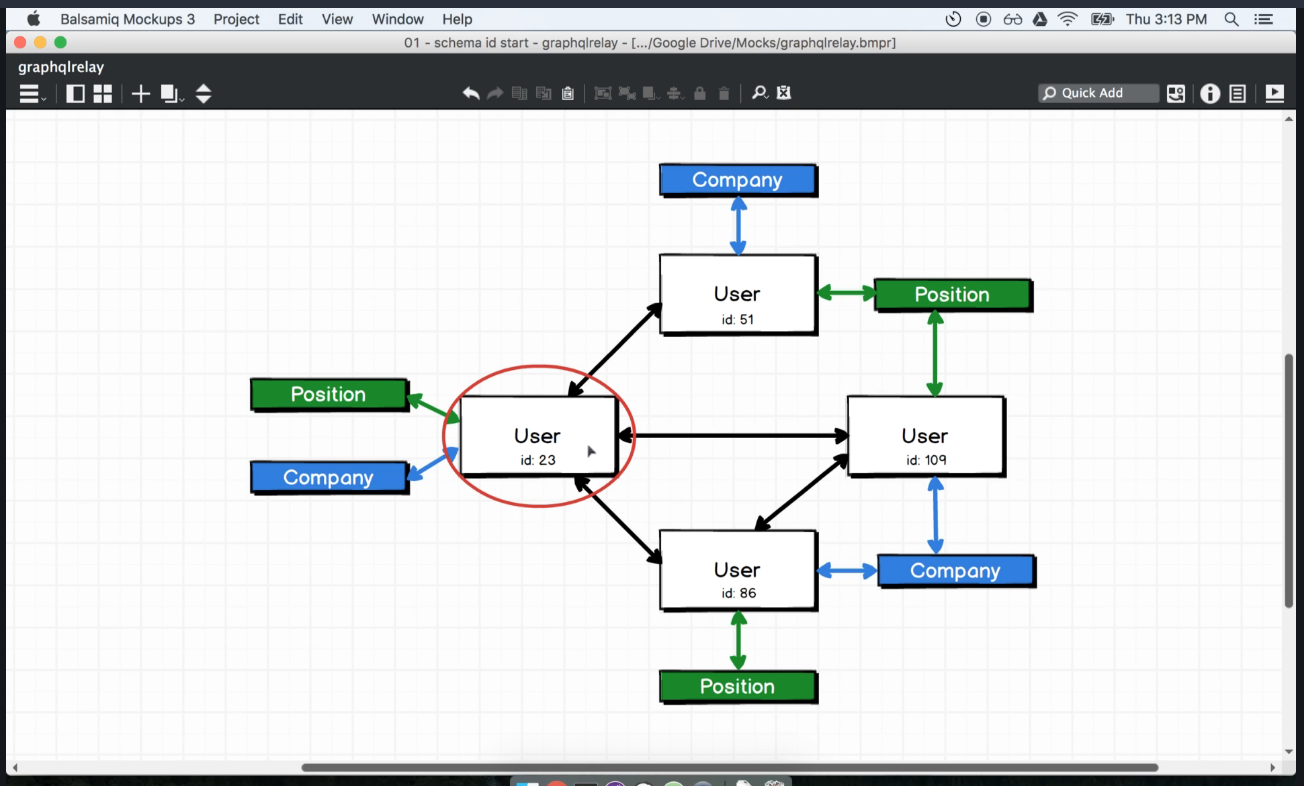 Balsamiq Mockups 3 Project Edit View Window Help Thu 3:13 PM
01 - schema id start - graphqlrelay - [.../Google Drive/Mocks/graphqlrelay.bmpr]
graphqlrelay
Quick Add
Company
User
id: 51
Position
Position
Company
User
id: 23
User
id: 109
User
id: 86
Company
Position